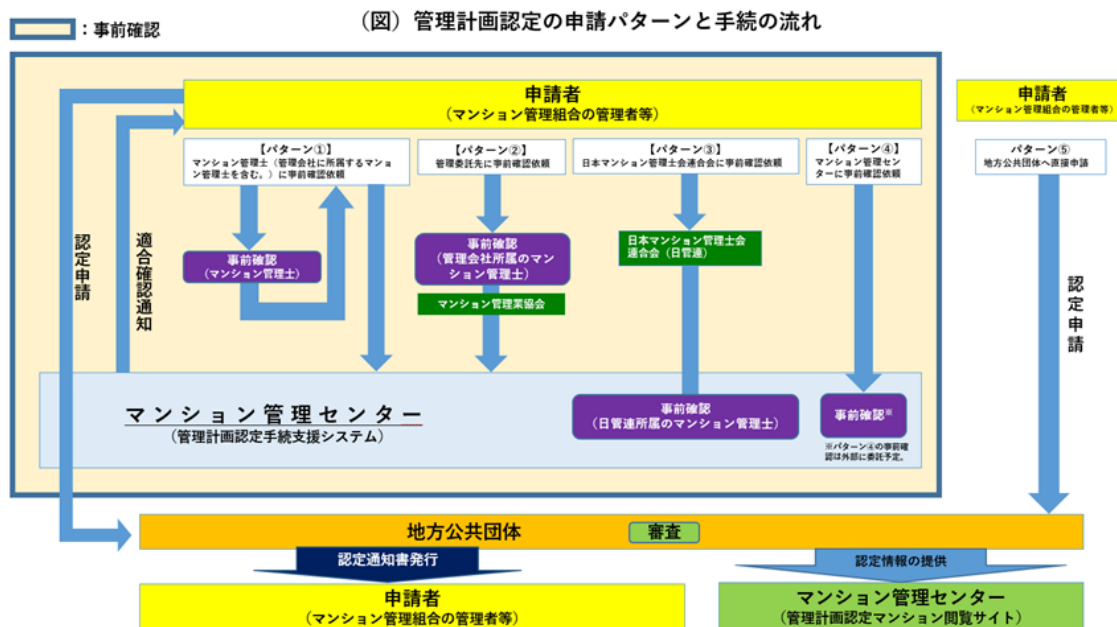 ：事前確認
（図）管理計画認定の申請パターンと手続の流れ
申請者
（マンション管理組合の管理者等）
申請者
（マンション管理組合の管理者等）
【パターン①】
マンション管理士（管理会社に所属するマンショ
ン管理士を含む。）に事前確認依頼
【パターン②】
管理委託先に事前確認依頼
【パターン③】
日本マンション管理士会連合会に事前確認依頼
【パターン④】
マンション管理セン
ターに事前確認依頼
パターン⑤
地方公共団体へ直接申請
認定申請
適合確認通知
事前確認
（マンション管理士）
事前確認
（管理会社所属のマン
ション管理士）
マンション管理業協会
日本マンション管理士会
連合会（日管連）
認定申請
マンション管理センター
（管理計画認定手続支援システム）
事前確認
（日管連所属のマンション管理士）
事前確認※
※パターン④の事前確
認は外部に委託予定。
地方公共団体
審査
認定通知書発行
認定情報の提供
申請者
（マンション管理組合の管理者等）
マンション管理センター
（管理計画認定マンション閲覧サイト）